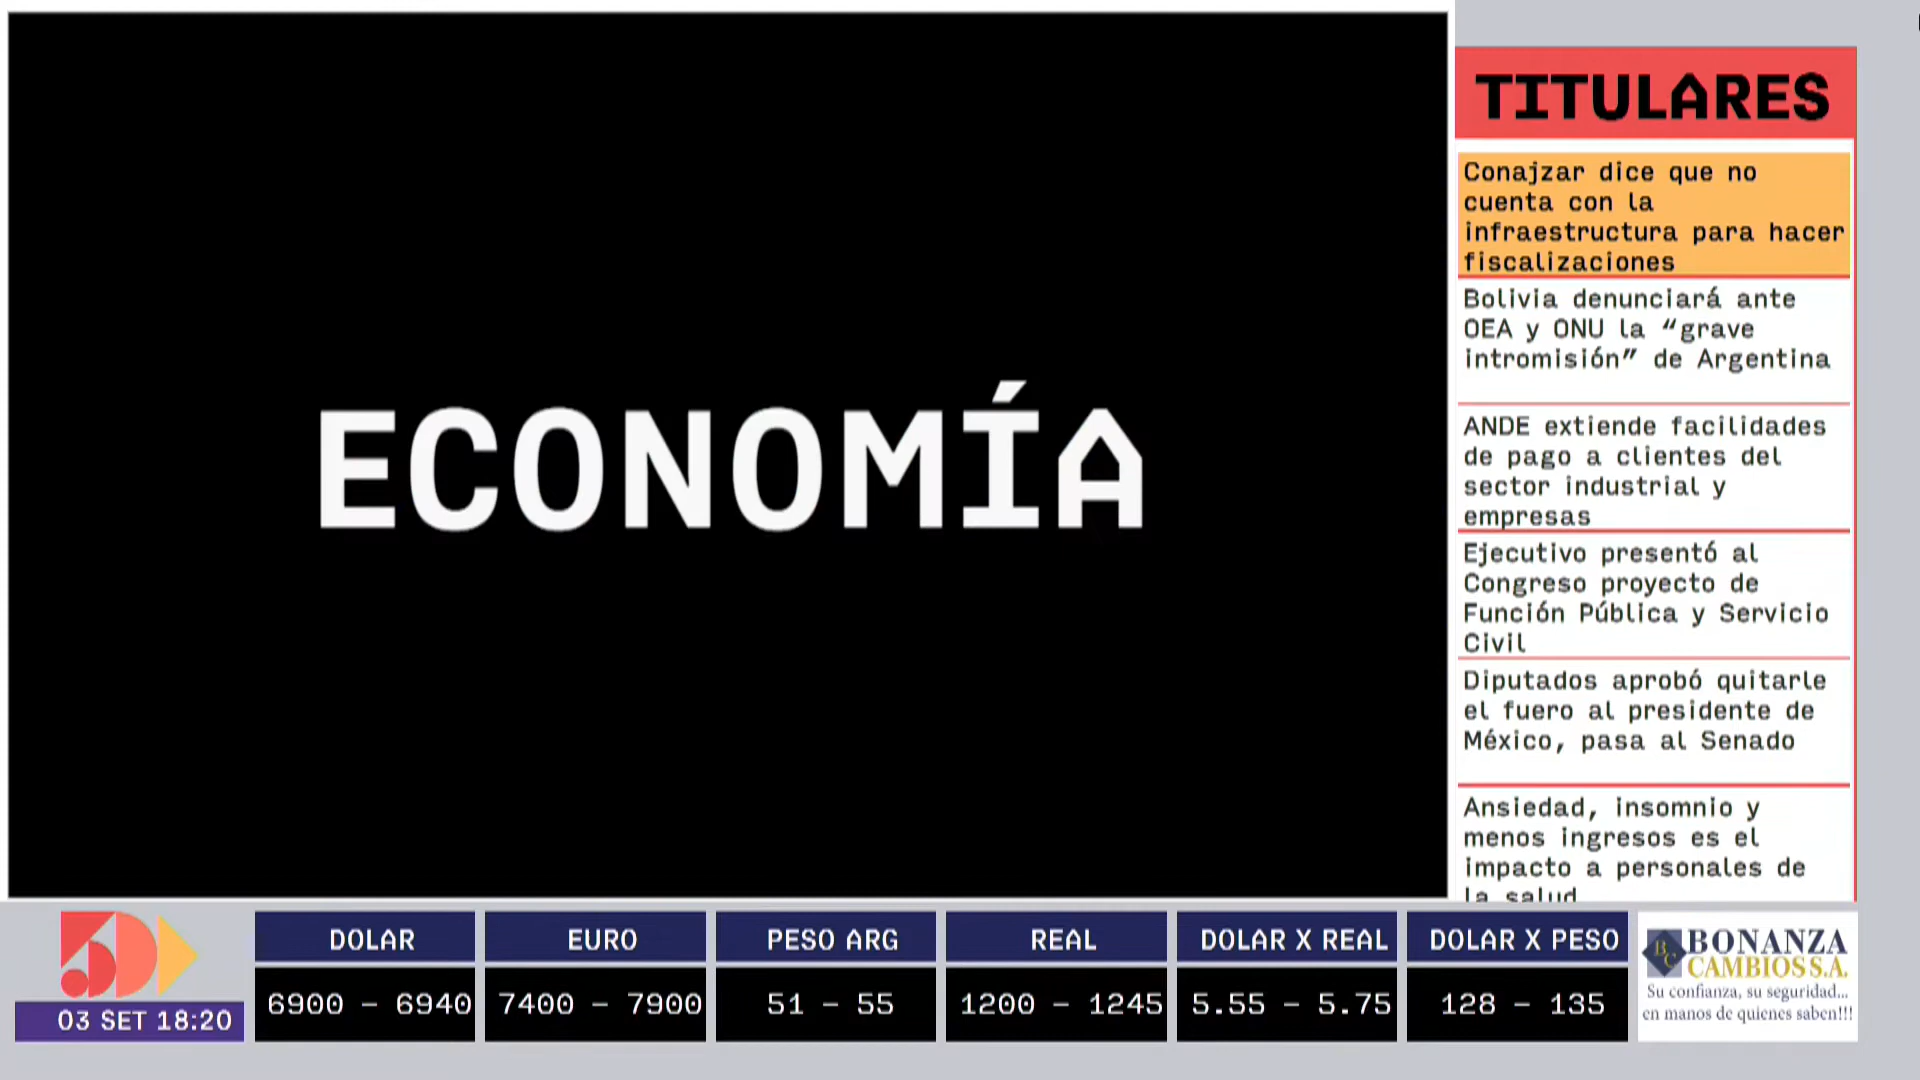 ECONOMÍA
TITULARES
Conajzar dice que no
cuenta con la
infraestructura para hacer
fiscalizaciones
Bolivia denunciará ante
OEA y ONU la “grave
intromisión” de Argentina
ANDE extiende facilidades
de pago a clientes del
sector industrial y
empresas
Ejecutivo presentó al
Congreso proyecto de
Función Pública y Servicio
Civil
Diputados aprobó quitarle
el fuero al presidente de
México, pasa al Senado
Ansiedad, insomnio y
menos ingresos es el
impacto a personales de
la salud
5D
03 SET 18:20
DOLAR
6900 – 6940
EURO
7400 – 7900
PESO ARG
51 – 55
REAL
1200 – 1245
DOLAR X REAL
5.55 – 5.75
DOLAR X PESO
128 – 135
BC
BONANZA
CAMBIOS S.A.
Su confianza, su seguridad...
en manos de quienes saben!!!